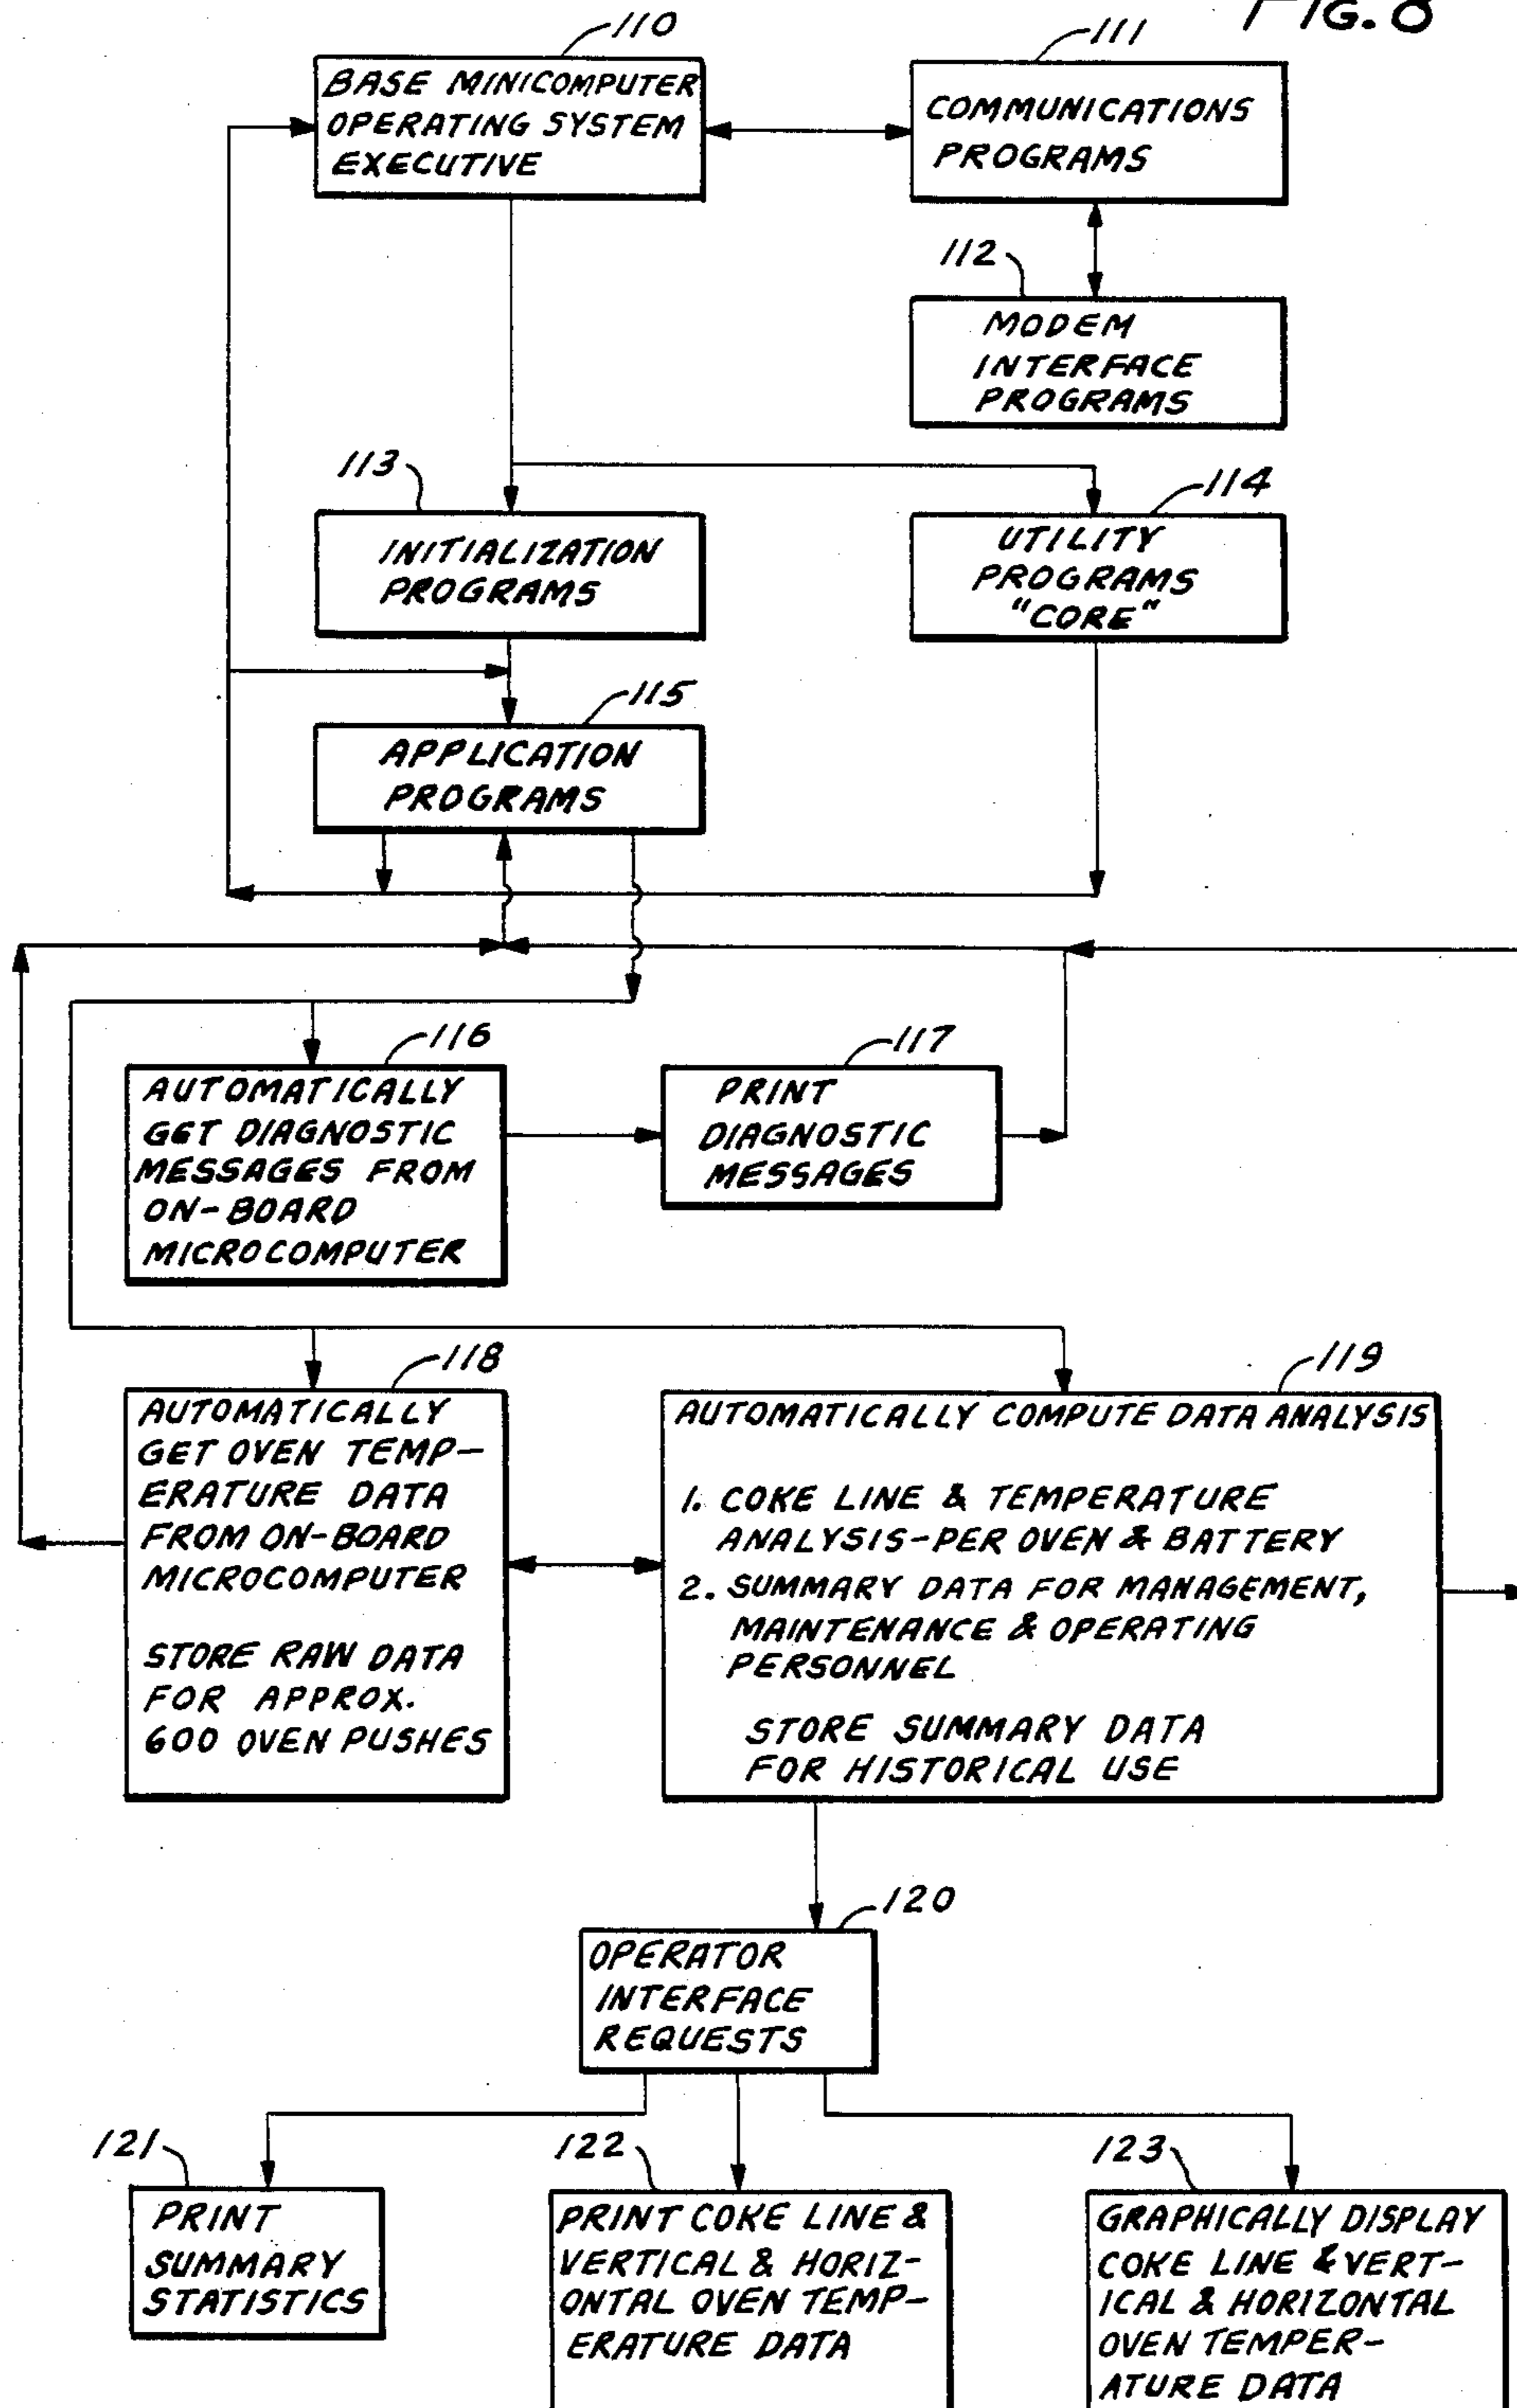 FIG. 8
110
BASE MINICOMPUTER
OPERATING SYSTEM
EXECUTIVE
111
COMMUNICATIONS
PROGRAMS
112
MODEM
INTERFACE
PROGRAMS
113
INITIALIZATION
PROGRAMS
114
UTILITY
PROGRAMS
"CORE"
115
APPLICATION
PROGRAMS
116
AUTOMATICALLY
GET DIAGNOSTIC
MESSAGES FROM
ON-BOARD
MICROCOMPUTER
117
PRINT
DIAGNOSTIC
MESSAGES
118
AUTOMATICALLY
GET OVEN TEMP-
ERATURE DATA
FROM ON-BOARD
MICROCOMPUTER
STORE RAW DATA
FOR APPROX.
600 OVEN PUSHES
119
AUTOMATICALLY COMPUTE DATA ANALYSIS
1. COKE LINE & TEMPERATURE
ANALYSIS-PER OVEN & BATTERY
2. SUMMARY DATA FOR MANAGEMENT,
MAINTENANCE & OPERATING
PERSONNEL
STORE SUMMARY DATA
FOR HISTORICAL USE
120
OPERATOR
INTERFACE
REQUESTS
121
PRINT
SUMMARY
STATISTICS
122
PRINT COKE LINE &
VERTICAL & HORIZ-
ONTAL OVEN TEMP-
ERATURE DATA
123
GRAPHICALLY DISPLAY
COKE LINE & VERT-
ICAL & HORIZONTAL
OVEN TEMPER-
ATURE DATA